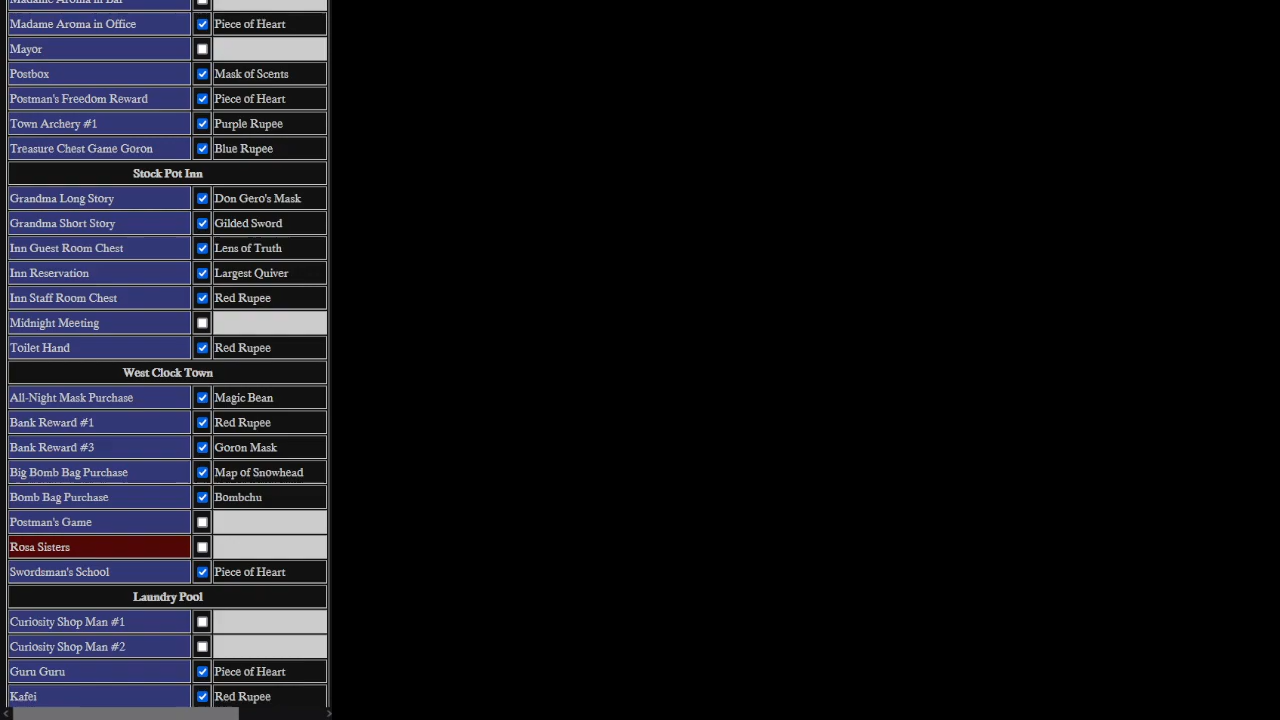 Madame Aroma in Bar
Madame Aroma in Office Piece of Heart
Mayor
Postbox Mask of Scents
Postman's Freedom Reward Piece of Heart
Town Archery #1 Purple Rupee
Treasure Chest Game Goron Blue Rupee
Stock Pot Inn
Grandma Long Story Don Gero's Mask
Grandma Short Story Gilded Sword
Inn Guest Room Chest Lens of Truth
Inn Reservation Largest Quiver
Inn Staff Room Chest Red Rupee
Midnight Meeting
Toilet Hand Red Rupee
West Clock Town
All-Night Mask Purchase Magic Bean
Bank Reward #1 Red Rupee
Bank Reward #3 Goron Mask
Big Bomb Bag Purchase Map of Snowhead
Bomb Bag Purchase Bombchu
Postman's Game
Rosa Sisters
Swordsman's School Piece of Heart
Laundry Pool
Curiosity Shop Man #1
Curiosity Shop Man #2
Guru Guru Piece of Heart
Kafei Red Rupee